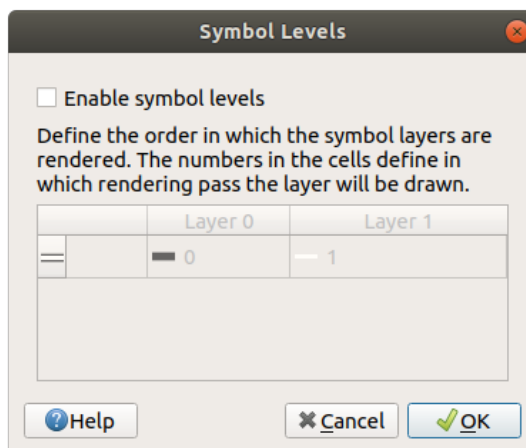 Symbol Levels
Enable symbol levels
Define the order in which the symbol layers are
rendered. The numbers in the cells define in
which rendering pass the layer will be drawn.
Layer 0 Layer 1
0 1
Help Cancel OK